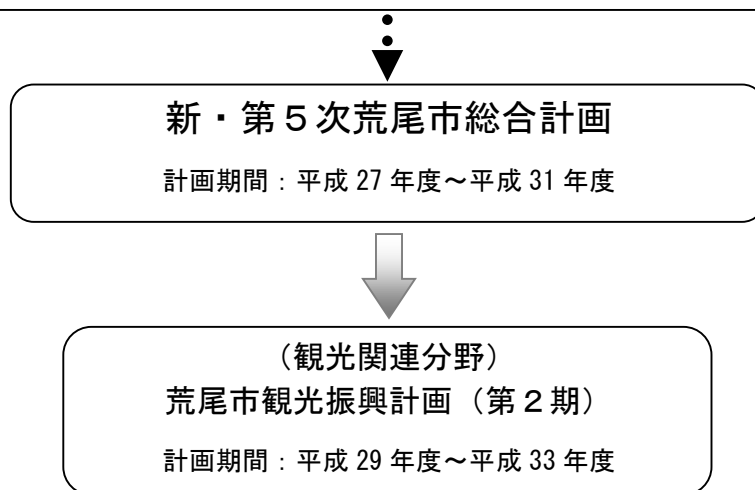 新・第５次荒尾市総合計画
計画期間：平成 27 年度～平成 31 年度
（観光関連分野）
荒尾市観光振興計画（第２期）
計画期間：平成 29 年度～平成 33 年度